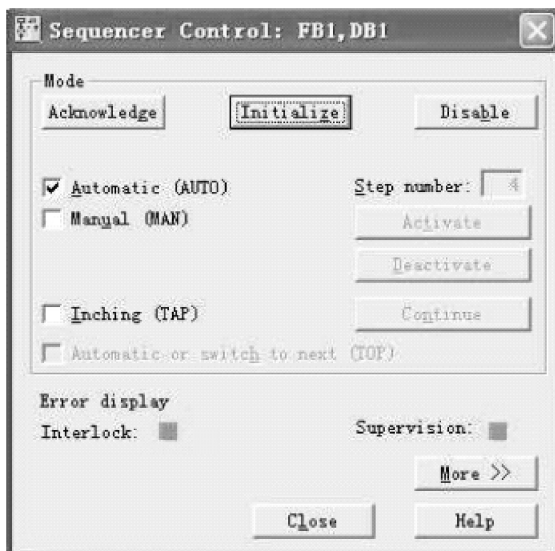 Sequencer Control: FB1,DB1
Mode
Acknowledge Initialize Disable
Automatic (AUTO) Step number: 4
Manual (MAN) Activate
Deactivate
Inching (TAP) Continue
Automatic or switch to next (TOP)
Error display
Interlock: Supervision:
More >>
Close Help